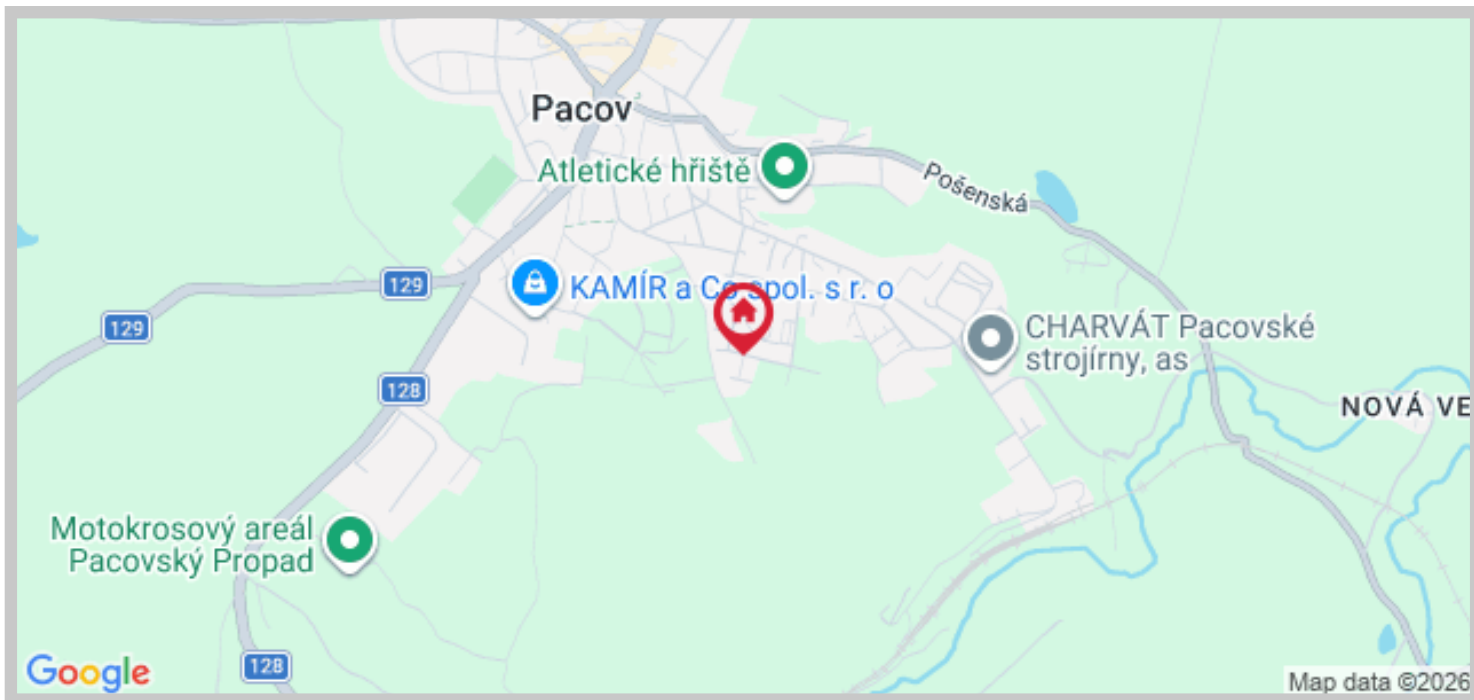 Pacov
Atletické hřiště
Pošenská
129
KAMÍR a Co spol. s r. o
129
CHARVÁT Pacovské
strojírny, as
128
NOVÁ VE
Motokrosový areál
Pacovský Propad
128
Google
Map data ©2026